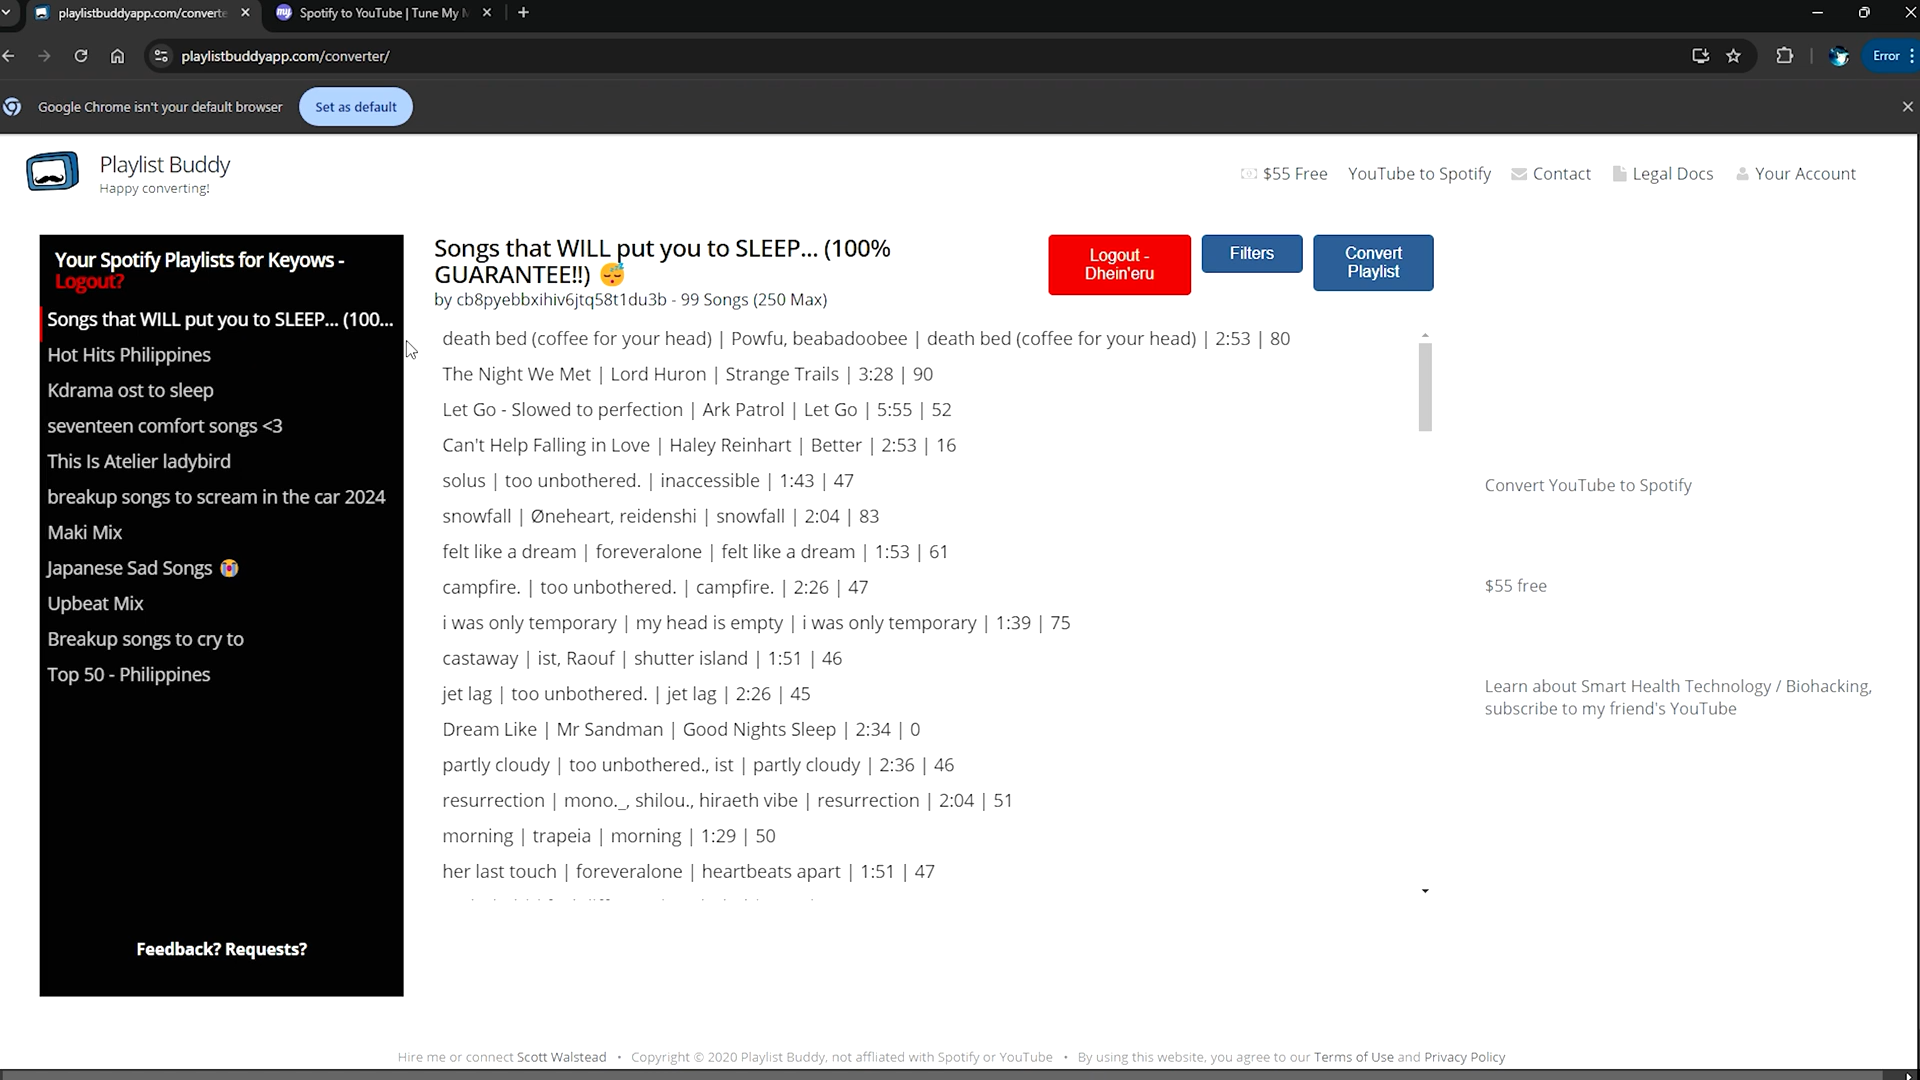 playlistbuddyapp.com/converte
Spotify to YouTube | Tune My M
playlistbuddyapp.com/converter/
Error
Google Chrome isn't your default browser
Set as default
Playlist Buddy
Happy converting!
$55 Free
YouTube to Spotify
Contact
Legal Docs
Your Account
Your Spotify Playlists for Keyows -
Logout?
Songs that WILL put you to SLEEP... (100...
Hot Hits Philippines
Kdrama ost to sleep
seventeen comfort songs <3
This Is Atelier ladybird
breakup songs to scream in the car 2024
Maki Mix
Japanese Sad Songs 😭
Upbeat Mix
Breakup songs to cry to
Top 50 - Philippines
Feedback? Requests?
Songs that WILL put you to SLEEP... (100%
GUARANTEE!!) 😴
by cb8pyebbxihiv6jtq58t1du3b - 99 Songs (250 Max)
Logout -
Dhein'eru
Filters
Convert
Playlist
death bed (coffee for your head) | Powfu, beabadoobee | death bed (coffee for your head) | 2:53 | 80
The Night We Met | Lord Huron | Strange Trails | 3:28 | 90
Let Go - Slowed to perfection | Ark Patrol | Let Go | 5:55 | 52
Can't Help Falling in Love | Haley Reinhart | Better | 2:53 | 16
solus | too unbothered. | inaccessible | 1:43 | 47
snowfall | Øneheart, reidenshi | snowfall | 2:04 | 83
felt like a dream | foreveralone | felt like a dream | 1:53 | 61
campfire. | too unbothered. | campfire. | 2:26 | 47
i was only temporary | my head is empty | i was only temporary | 1:39 | 75
castaway | ist, Raouf | shutter island | 1:51 | 46
jet lag | too unbothered. | jet lag | 2:26 | 45
Dream Like | Mr Sandman | Good Nights Sleep | 2:34 | 0
partly cloudy | too unbothered., ist | partly cloudy | 2:36 | 46
resurrection | mono._, shilou., hiraeth vibe | resurrection | 2:04 | 51
morning | trapeia | morning | 1:29 | 50
her last touch | foreveralone | heartbeats apart | 1:51 | 47
Convert YouTube to Spotify
$55 free
Learn about Smart Health Technology / Biohacking,
subscribe to my friend's YouTube
Hire me or connect Scott Walstead • Copyright © 2020 Playlist Buddy, not affliated with Spotify or YouTube • By using this website, you agree to our Terms of Use and Privacy Policy